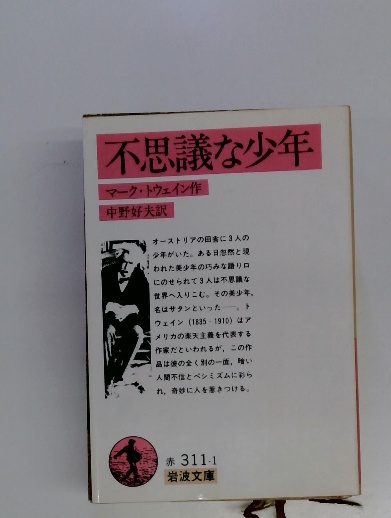 不思議な少年
マーク・トウェイン作
中野好夫訳
オーストリアの田舎に3人の
少年がいた。ある日忽然と現
われた美少年の巧みな語り口
にのせられて3人は不思議な
世界へ入りこむ。その美少年,
名はサタンといった――。ト
ウェイン(1835-1910)はア
メリカの楽天主義を代表する
作家だといわれるが、この作
品は彼の全く別の一面、暗い
人間不信とペシミズムに彩ら
れ、奇妙に人を惹きつける。
赤 311-1
岩波文庫